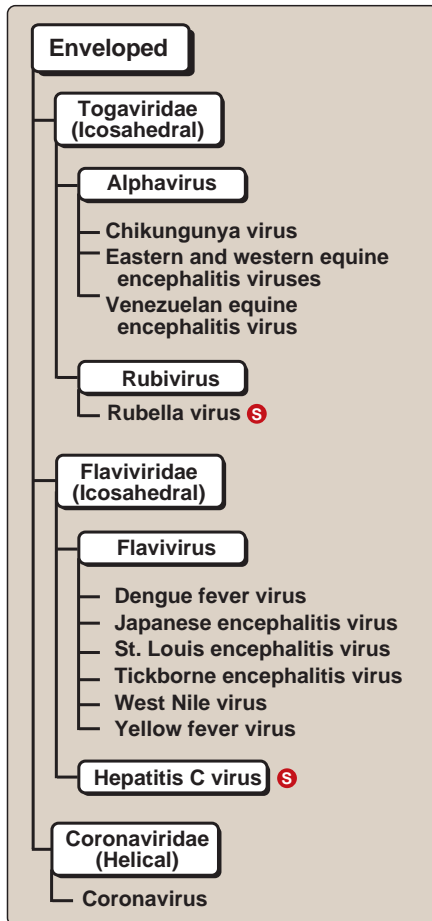 Enveloped
Togaviridae
(Icosahedral)
Alphavirus
Chikungunya virus
Eastern and western equine
encephalitis viruses
Venezuelan equine
encephalitis virus
Rubivirus
Rubella virus S
Flaviviridae
(Icosahedral)
Flavivirus
Dengue fever virus
Japanese encephalitis virus
St. Louis encephalitis virus
Tickborne encephalitis virus
West Nile virus
Yellow fever virus
Hepatitis C virus S
Coronaviridae
(Helical)
Coronavirus